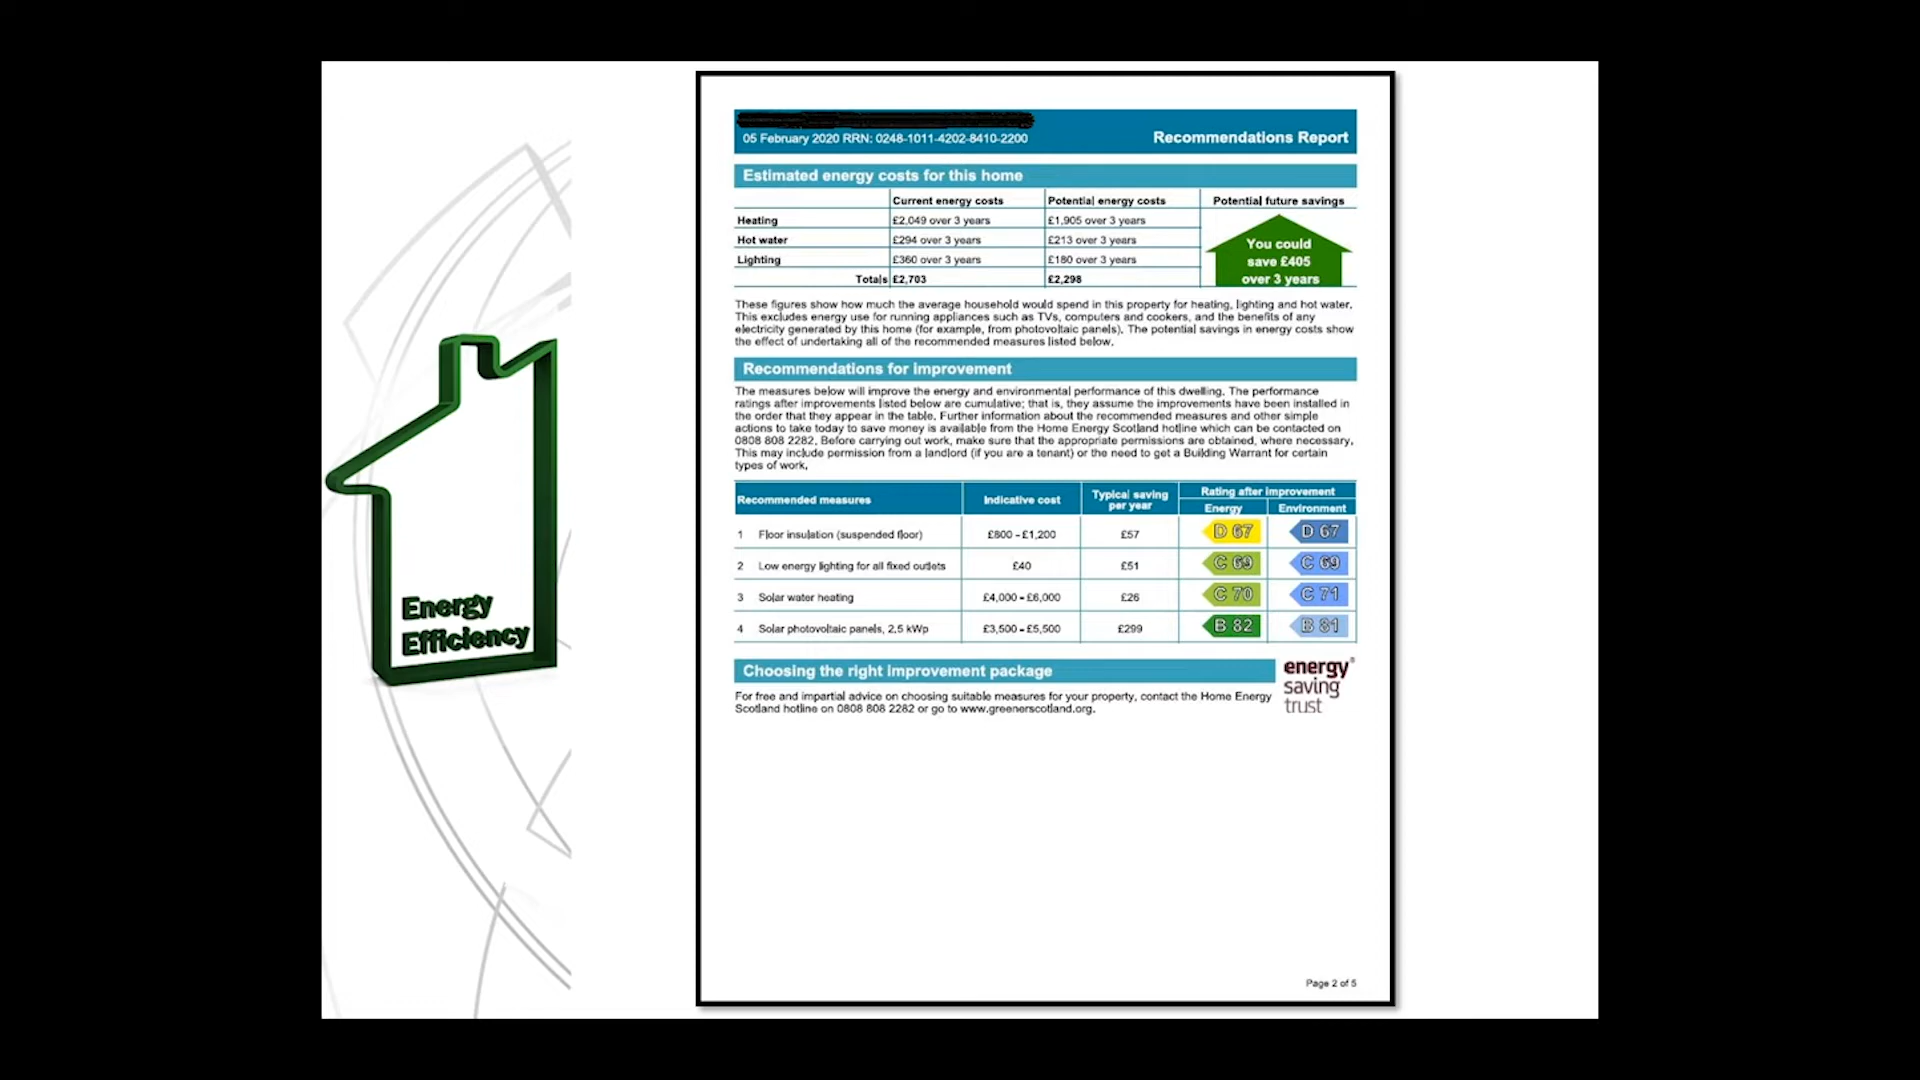 05 February 2020 RRN: 0248-1011-4202-8410-2200
Recommendations Report
Estimated energy costs for this home
Current energy costs Potential energy costs Potential future savings
Heating £2,049 over 3 years £1,905 over 3 years
Hot water £294 over 3 years £213 over 3 years
Lighting £360 over 3 years £180 over 3 years
Totals £2,703 £2,298
You could
save £405
over 3 years
These figures show how much the average household would spend in this property for heating, lighting and hot water.
This excludes energy use for running appliances such as TVs, computers and cookers, and the benefits of any
electricity generated by this home (for example, from photovoltaic panels). The potential savings in energy costs show
the effect of undertaking all of the recommended measures listed below.
Recommendations for improvement
The measures below will improve the energy and environmental performance of this dwelling. The performance
ratings after improvements listed below are cumulative; that is, they assume the improvements have been installed in
the order that they appear in the table. Further information about the recommended measures and other simple
actions to take today to save money is available from the Home Energy Scotland hotline which can be contacted on
0808 808 2282. Before carrying out work, make sure that the appropriate permissions are obtained, where necessary.
This may include permission from a landlord (if you are a tenant) or the need to get a Building Warrant for certain
types of work.
Recommended measures Indicative cost Typical saving per year Rating after improvement
Energy Environment
1 Floor insulation (suspended floor) £800 - £1,200 £57 D 67 D 67
2 Low energy lighting for all fixed outlets £40 £51 C 69 C 69
3 Solar water heating £4,000 - £6,000 £26 C 70 C 71
4 Solar photovoltaic panels, 2.5 kWp £3,500 - £5,500 £299 B 82 B 81
Choosing the right improvement package
For free and impartial advice on choosing suitable measures for your property, contact the Home Energy
Scotland hotline on 0808 808 2282 or go to www.greenerscotland.org.
energy
saving
trust
Page 2 of 5
Energy
Efficiency